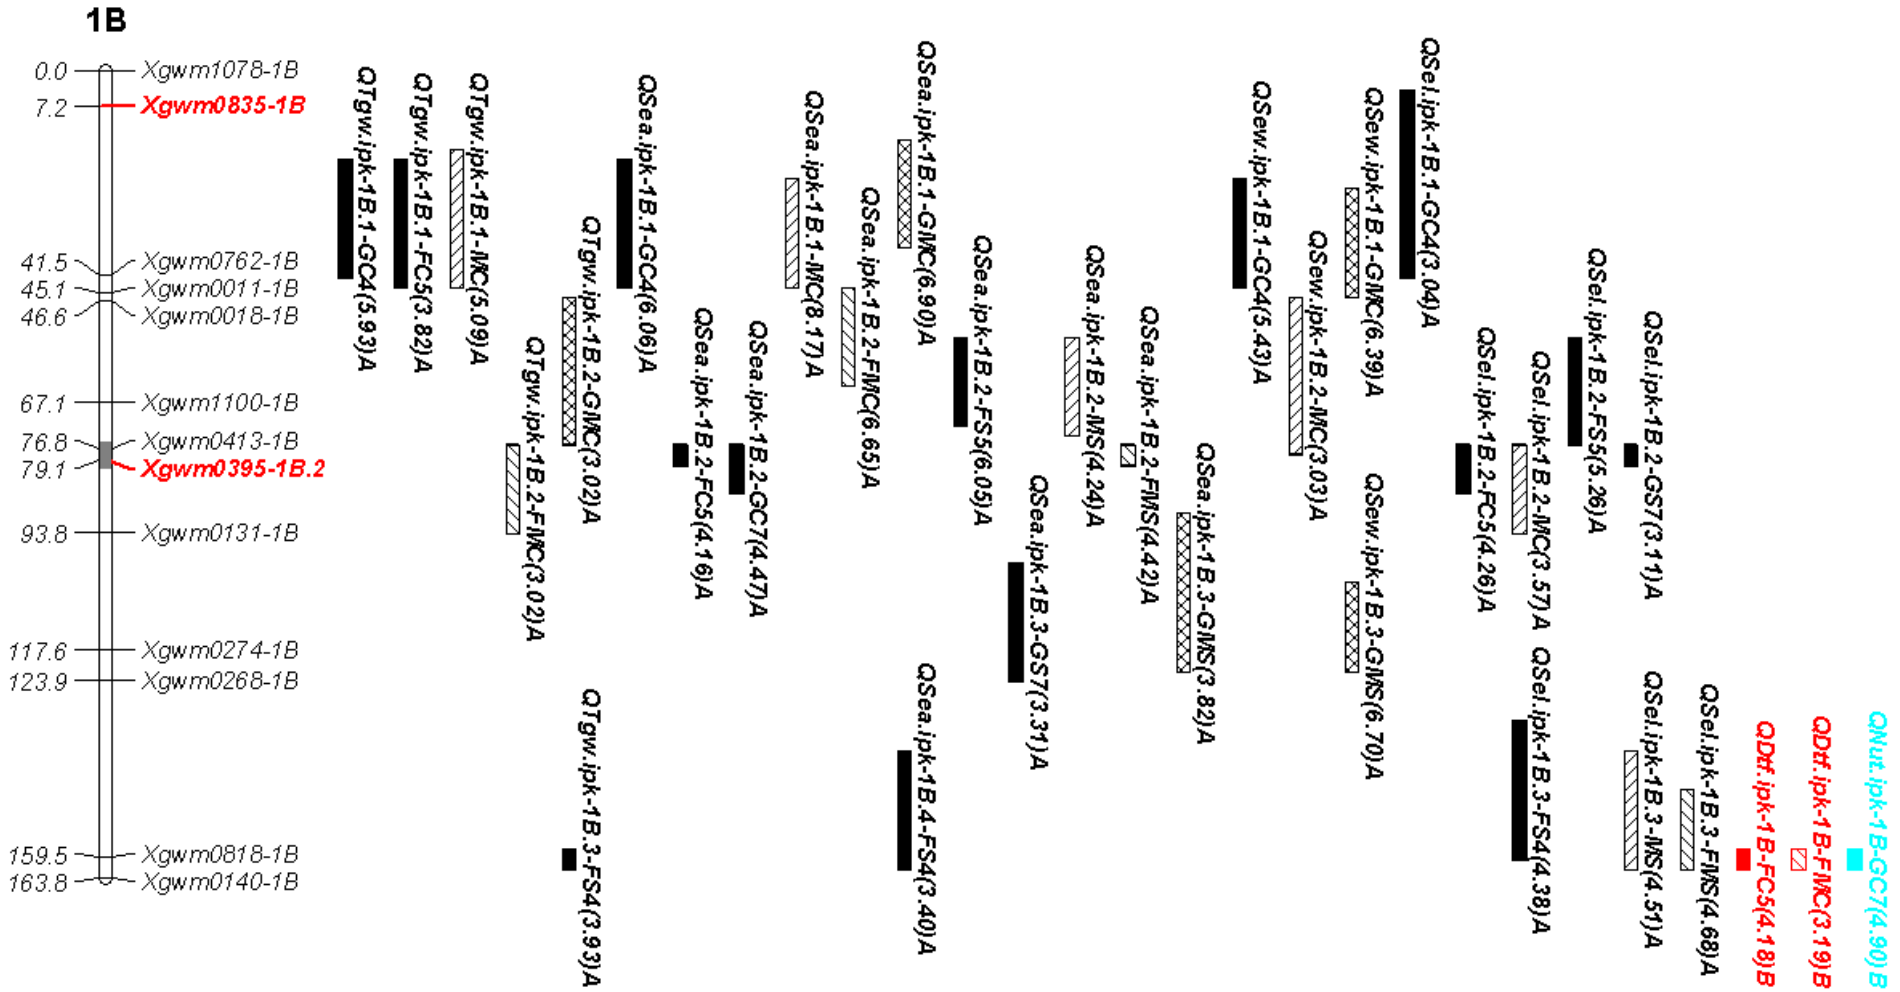 1B
0.0 Xgwm1078-1B
7.2 Xgwm0835-1B
41.5 Xgwm0762-1B
45.1 Xgwm0011-1B
46.6 Xgwm0018-1B
67.1 Xgwm1100-1B
76.8 Xgwm0413-1B
79.1 Xgwm0395-1B.2
93.8 Xgwm0131-1B
117.6 Xgwm0274-1B
123.9 Xgwm0268-1B
159.5 Xgwm0818-1B
163.8 Xgwm0140-1B
QTgw.ipk-1B.1-GC4(5.93)A
QTgw.ipk-1B.1-FC5(3.82)A
QTgw.ipk-1B.1-MC(5.09)A
QTgw.ipk-1B.2-FMC(3.02)A
QTgw.ipk-1B.2-GMC(3.02)A
QTgw.ipk-1B.3-FS4(3.93)A
QSea.ipk-1B.1-GC4(6.06)A
QSea.ipk-1B.2-FC5(4.16)A
QSea.ipk-1B.2-GC7(4.47)A
QSea.ipk-1B.1-MC(8.17)A
QSea.ipk-1B.2-FMC(6.65)A
QSea.ipk-1B.1-GMC(6.90)A
QSea.ipk-1B.4-FS4(3.40)A
QSea.ipk-1B.2-FS5(6.05)A
QSea.ipk-1B.3-GS7(3.31)A
QSea.ipk-1B.2-MS(4.24)A
QSea.ipk-1B.2-FMS(4.42)A
QSea.ipk-1B.3-GMS(3.82)A
QSew.ipk-1B.1-GC4(5.43)A
QSew.ipk-1B.2-MC(3.03)A
QSew.ipk-1B.1-GMC(6.39)A
QSew.ipk-1B.3-GMS(6.70)A
QSel.ipk-1B.1-GC4(3.04)A
QSel.ipk-1B.2-FC5(4.26)A
QSel.ipk-1B.2-MC(3.57)A
QSel.ipk-1B.3-FS4(4.38)A
QSel.ipk-1B.2-FS5(5.26)A
QSel.ipk-1B.2-GS7(3.11)A
QSel.ipk-1B.3-MS(4.51)A
QSel.ipk-1B.3-FMS(4.68)A
QDtf.ipk-1B-FC5(4.18)B
QDtf.ipk-1B-FMC(3.19)B
QNut.ipk-1B-GC7(4.90)B